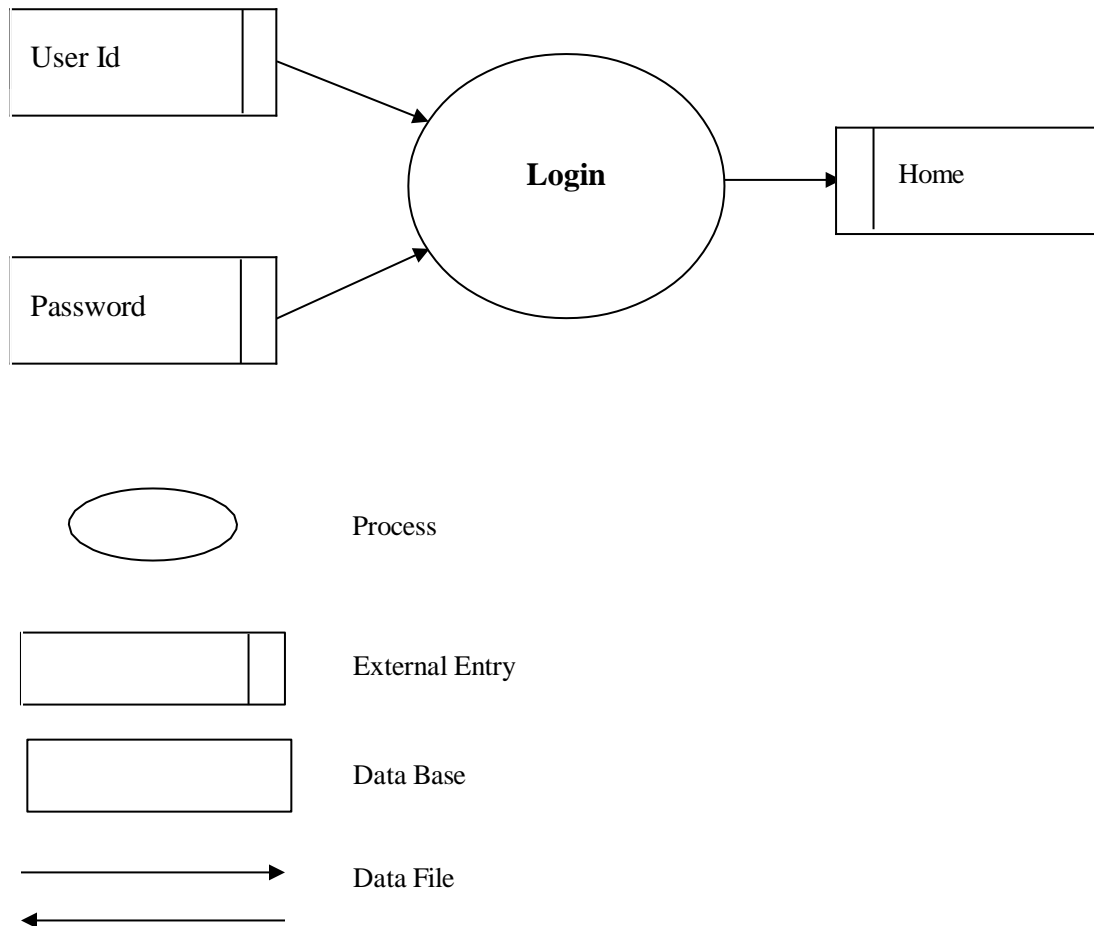 User Id
Login
Home
Password
Process
External Entry
Data Base
Data File